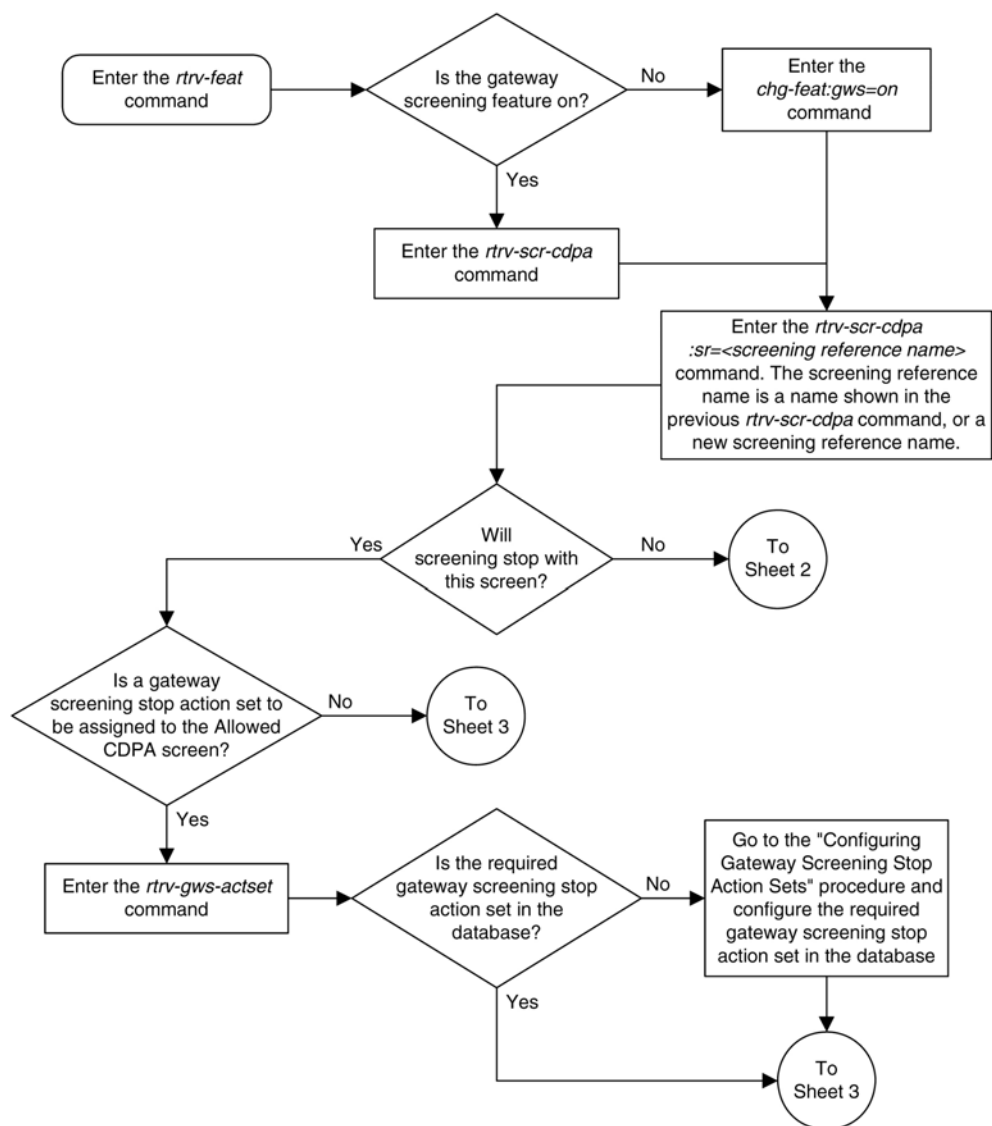 Enter the rtrv-feat
command
Is the gateway
screening feature on?
No
Enter the
chg-feat:gws=on
command
Yes
Enter the rtrv-scr-cdpa
command
Enter the rtrv-scr-cdpa
:sr=<screening reference name>
command. The screening reference
name is a name shown in the
previous rtrv-scr-cdpa command, or a
new screening reference name.
Will
screening stop with
this screen?
Yes
No
To
Sheet 2
Is a gateway
screening stop action set to
be assigned to the Allowed
CDPA screen?
No
To
Sheet 3
Yes
Enter the rtrv-gws-actset
command
Is the required
gateway screening stop
action set in the
database?
No
Go to the "Configuring
Gateway Screening Stop
Action Sets" procedure and
configure the required
gateway screening stop
action set in the database
Yes
To
Sheet 3